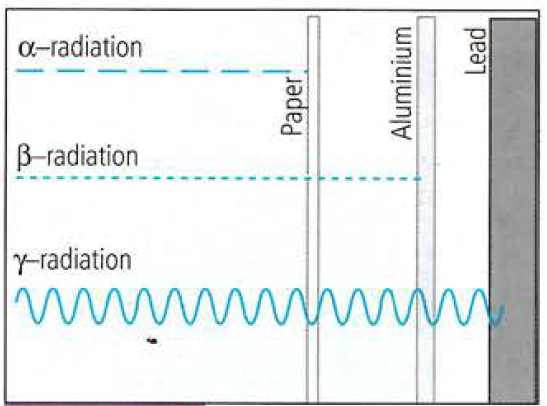 α–radiation
Paper
Aluminium
Lead
β–radiation
γ–radiation